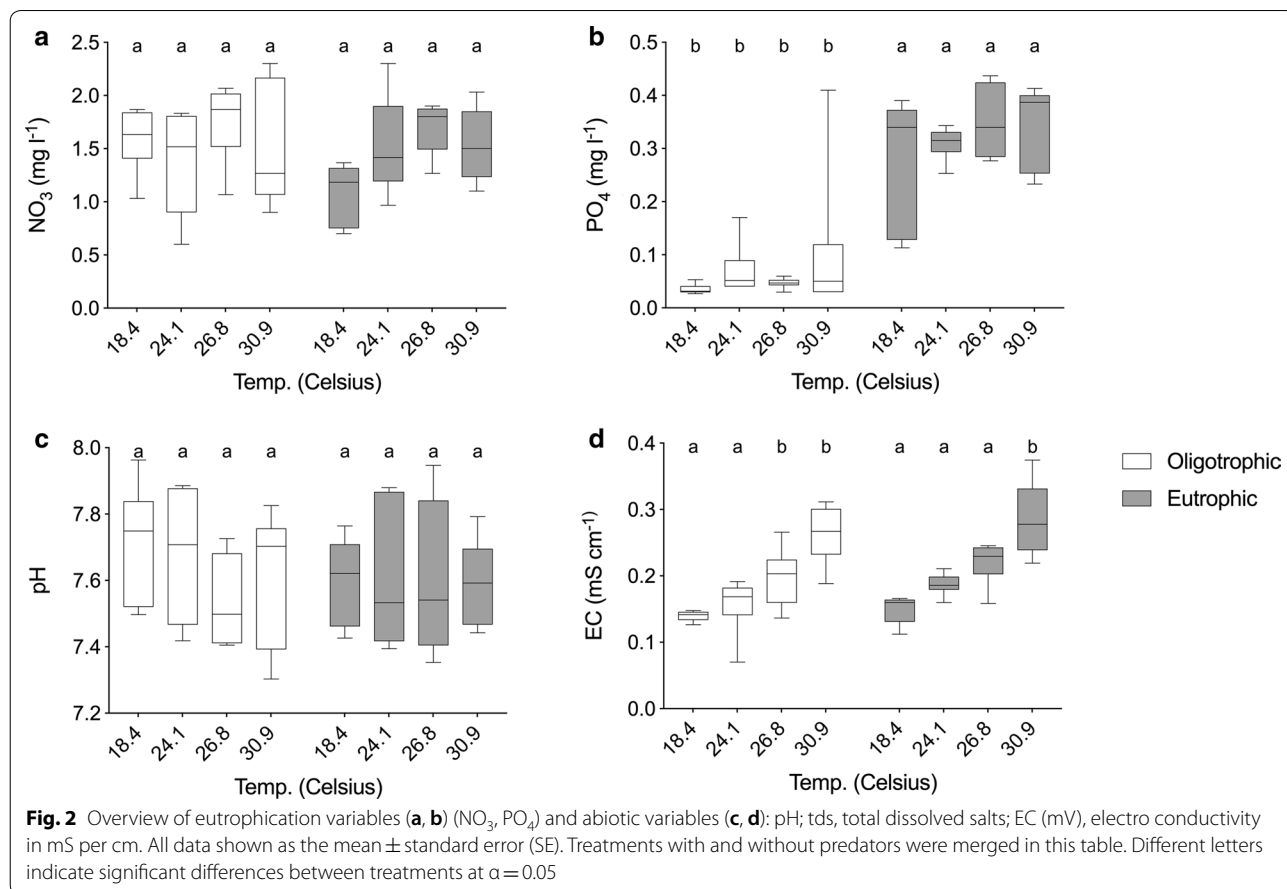 a
NO₃ (mg l⁻¹)
2.5
2.0
1.5
1.0
0.5
0.0
a a a a a a a a
18.4 24.1 26.8 30.9 18.4 24.1 26.8 30.9
Temp. (Celsius)
b
PO₄ (mg l⁻¹)
0.5
0.4
0.3
0.2
0.1
0.0
b b b b a a a a
18.4 24.1 26.8 30.9 18.4 24.1 26.8 30.9
Temp. (Celsius)
c
pH
8.0
7.8
7.6
7.4
7.2
a a a a a a a a
18.4 24.1 26.8 30.9 18.4 24.1 26.8 30.9
Temp. (Celsius)
d
EC (mS cm⁻¹)
0.4
0.3
0.2
0.1
0.0
a a b b a a a b
18.4 24.1 26.8 30.9 18.4 24.1 26.8 30.9
Temp. (Celsius)
Oligotrophic
Eutrophic
Fig. 2 Overview of eutrophication variables (a, b) (NO₃, PO₄) and abiotic variables (c, d): pH; tds, total dissolved salts; EC (mV), electro conductivity
in mS per cm. All data shown as the mean ± standard error (SE). Treatments with and without predators were merged in this table. Different letters
indicate significant differences between treatments at α = 0.05